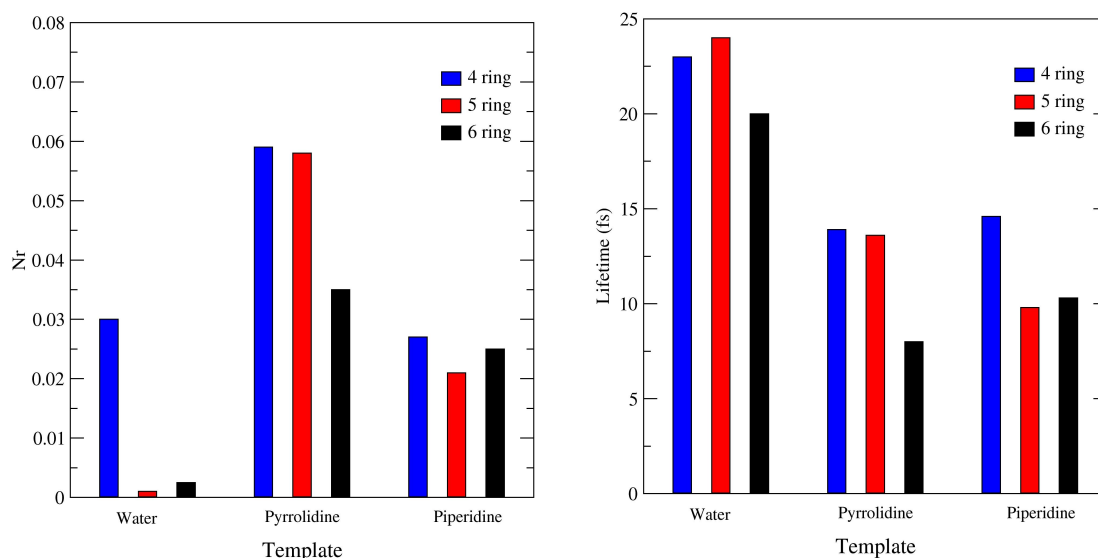 0.08
0.07
0.06
0.05
0.04
0.03
0.02
0.01
0
Nr
4 ring
5 ring
6 ring
Water
Pyrrolidine
Piperidine
Template
25
20
15
10
5
0
Lifetime (fs)
4 ring
5 ring
6 ring
Water
Pyrrolidine
Piperidine
Template